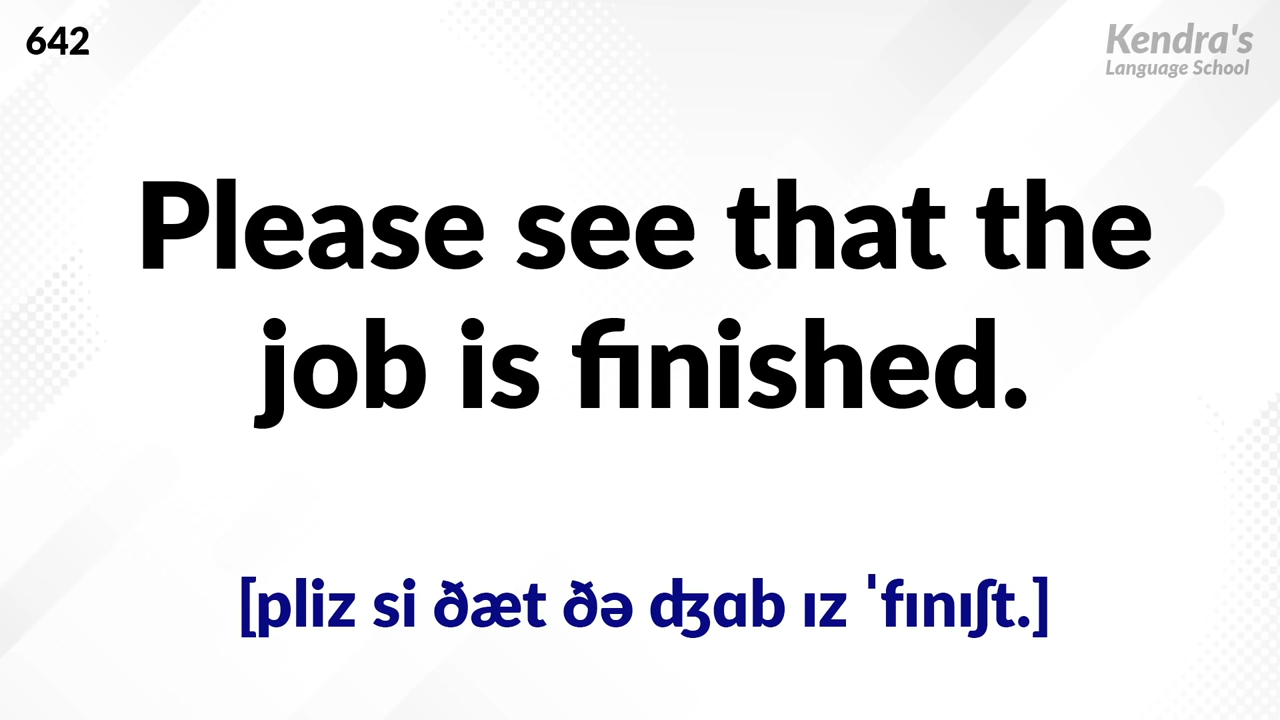 642
Kendra's
Language School
Please see that the
job is finished.
[pliz si ðæt ðə ʤɑb ɪz ˈfɪnɪʃt.]